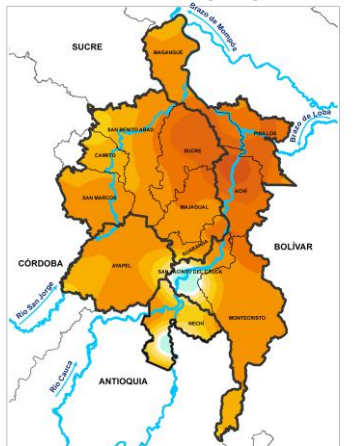 Brazo de Mompós
SUCRE
MAGANGUÉ
Brazo de Loba
SAN BENITO ABAD
PINILLOS
CAIMITO
SUCRE
ACHÍ
SAN MARCOS
MAJAGUAL
GUARANDA
BOLÍVAR
CÓRDOBA
AYAPEL
SAN JACINTO DEL CAUCA
Río San Jorge
MONTECRISTO
NECHÍ
Río Cauca
ANTIOQUIA